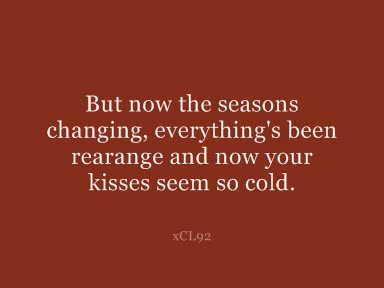 But now the seasons
changing, everything's been
rearange and now your
kisses seem so cold.
xCL92